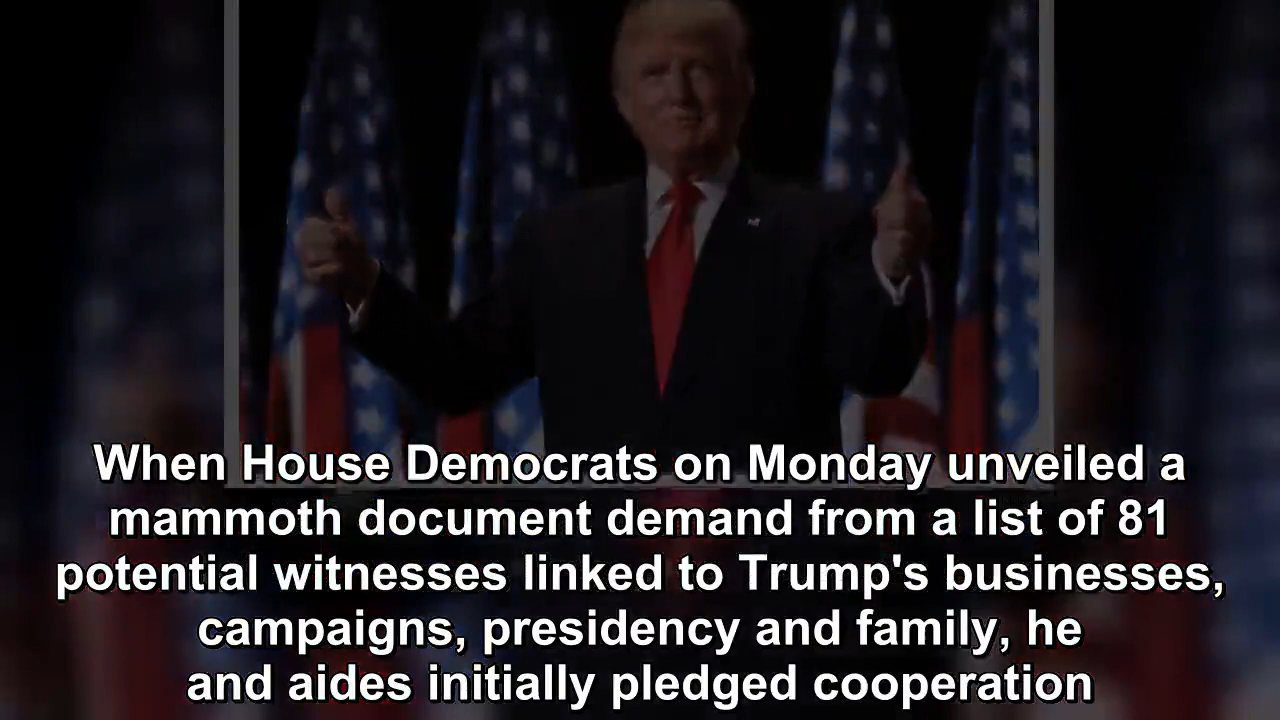 When House Democrats on Monday unveiled a
mammoth document demand from a list of 81
potential witnesses linked to Trump's businesses,
campaigns, presidency and family, he
and aides initially pledged cooperation